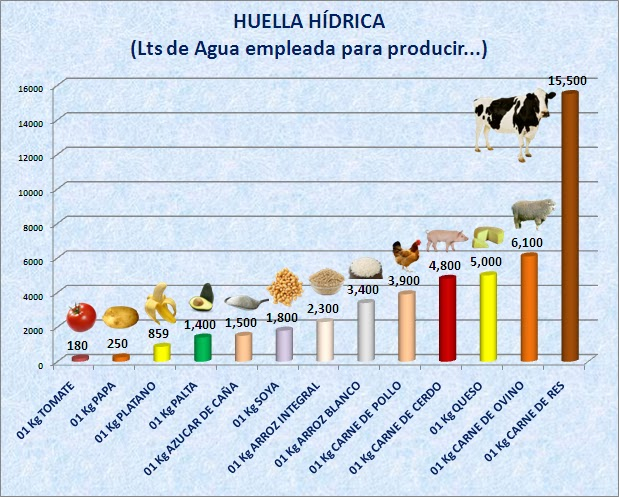 HUELLA HÍDRICA
(Lts de Agua empleada para producir...)
16000
14000
12000
10000
8000
6000
4000
2000
0
180
250
859
1,400
1,500
1,800
2,300
3,400
3,900
4,800
5,000
6,100
15,500
01 Kg TOMATE
01 Kg PAPA
01 Kg PLATANO
01 Kg PALTA
01 Kg AZUCAR DE CAÑA
01 Kg SOYA
01 Kg ARROZ INTEGRAL
01 Kg ARROZ BLANCO
01 Kg CARNE DE POLLO
01 Kg CARNE DE CERDO
01 Kg QUESO
01 Kg CARNE DE OVINO
01 Kg CARNE DE RES